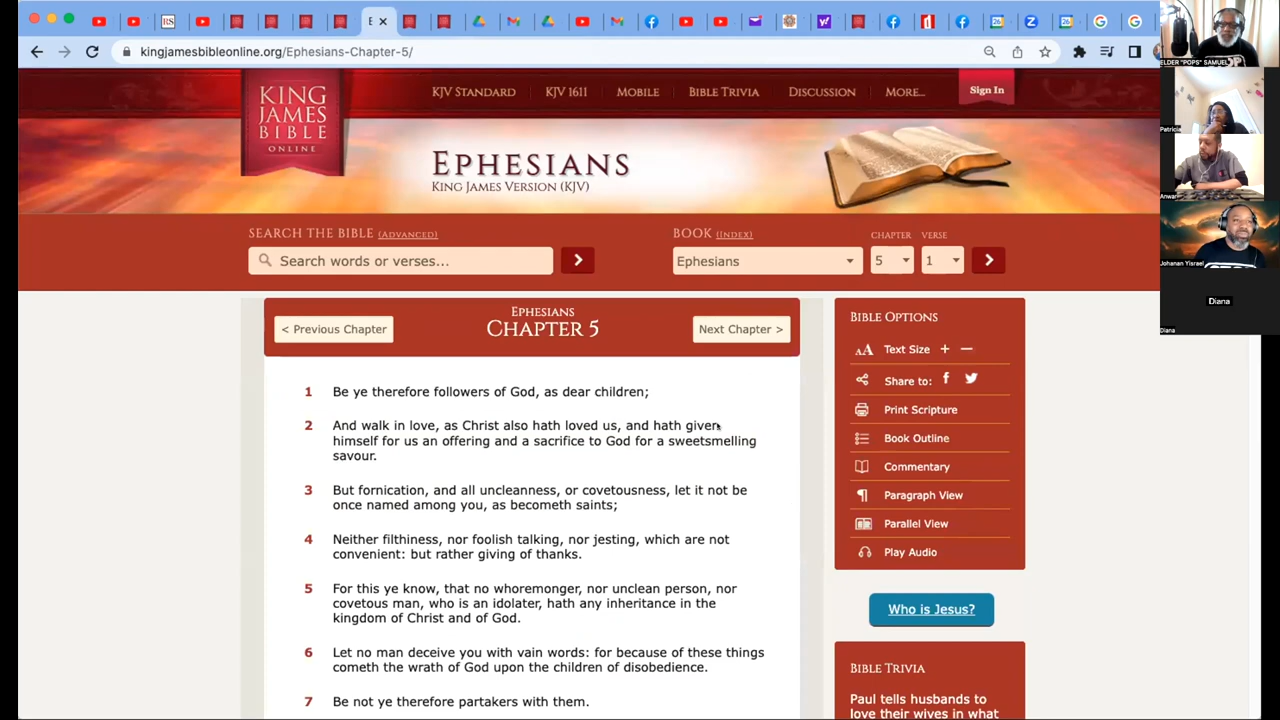 kingjamesbibleonline.org/Ephesians-Chapter-5/
KING
JAMES
BIBLE
ONLINE
KJV STANDARD
KJV 1611
MOBILE
BIBLE TRIVIA
DISCUSSION
MORE...
Sign In
EPHESIANS
KING JAMES VERSION (KJV)
SEARCH THE BIBLE (ADVANCED)
Search words or verses...
BOOK (INDEX)
CHAPTER
VERSE
Ephesians
5
1
< Previous Chapter
EPHESIANS
CHAPTER 5
Next Chapter >
1 Be ye therefore followers of God, as dear children;
2 And walk in love, as Christ also hath loved us, and hath given
himself for us an offering and a sacrifice to God for a sweetsmelling
savour.
3 But fornication, and all uncleanness, or covetousness, let it not be
once named among you, as becometh saints;
4 Neither filthiness, nor foolish talking, nor jesting, which are not
convenient: but rather giving of thanks.
5 For this ye know, that no whoremonger, nor unclean person, nor
covetous man, who is an idolater, hath any inheritance in the
kingdom of Christ and of God.
6 Let no man deceive you with vain words: for because of these things
cometh the wrath of God upon the children of disobedience.
7 Be not ye therefore partakers with them.
BIBLE OPTIONS
AA Text Size + −
Share to:
Print Scripture
Book Outline
Commentary
Paragraph View
Parallel View
Play Audio
Who is Jesus?
BIBLE TRIVIA
Paul tells husbands to
love their wives in what
ELDER "POPS" SAMUEL
Patricia
Anwar
Johanan Yisrael
Diana
Diana